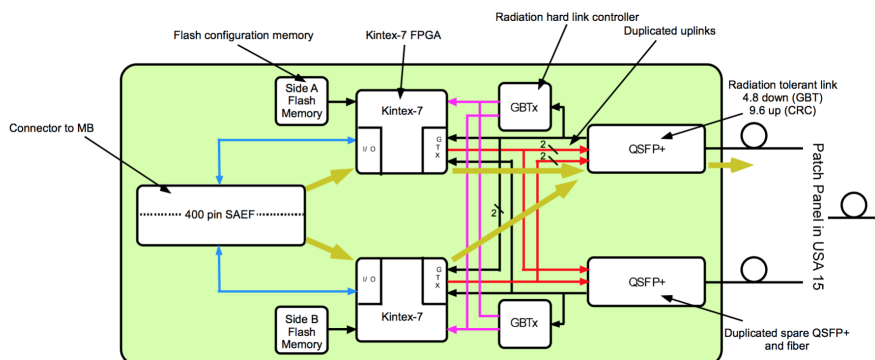 Radiation hard link controller
Flash configuration memory
Kintex-7 FPGA
Duplicated uplinks
Connector to MB
Side A
Flash
Memory
Kintex-7
I/O
GTX
GBTx
2
2
QSFP+
Radiation tolerant link
4.8 down (GBT)
9.6 up (CRC)
400 pin SAEF
2
Patch Panel in USA 15
I/O
GTX
Kintex-7
QSFP+
Side B
Flash
Memory
GBTx
Duplicated spare QSFP+
and fiber